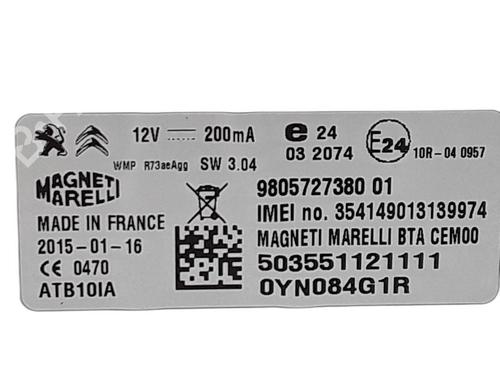 12V 200mA
e 24
03 2074
E24
10R-04 0957
WMP R73aeAgg SW 3.04
MAGNETI
MARELLI
MADE IN FRANCE
2015-01-16
CE 0470
ATB10IA
9805727380 01
IMEI no. 354149013139974
MAGNETI MARELLI BTA CEM00
503551121111
0YN084G1R